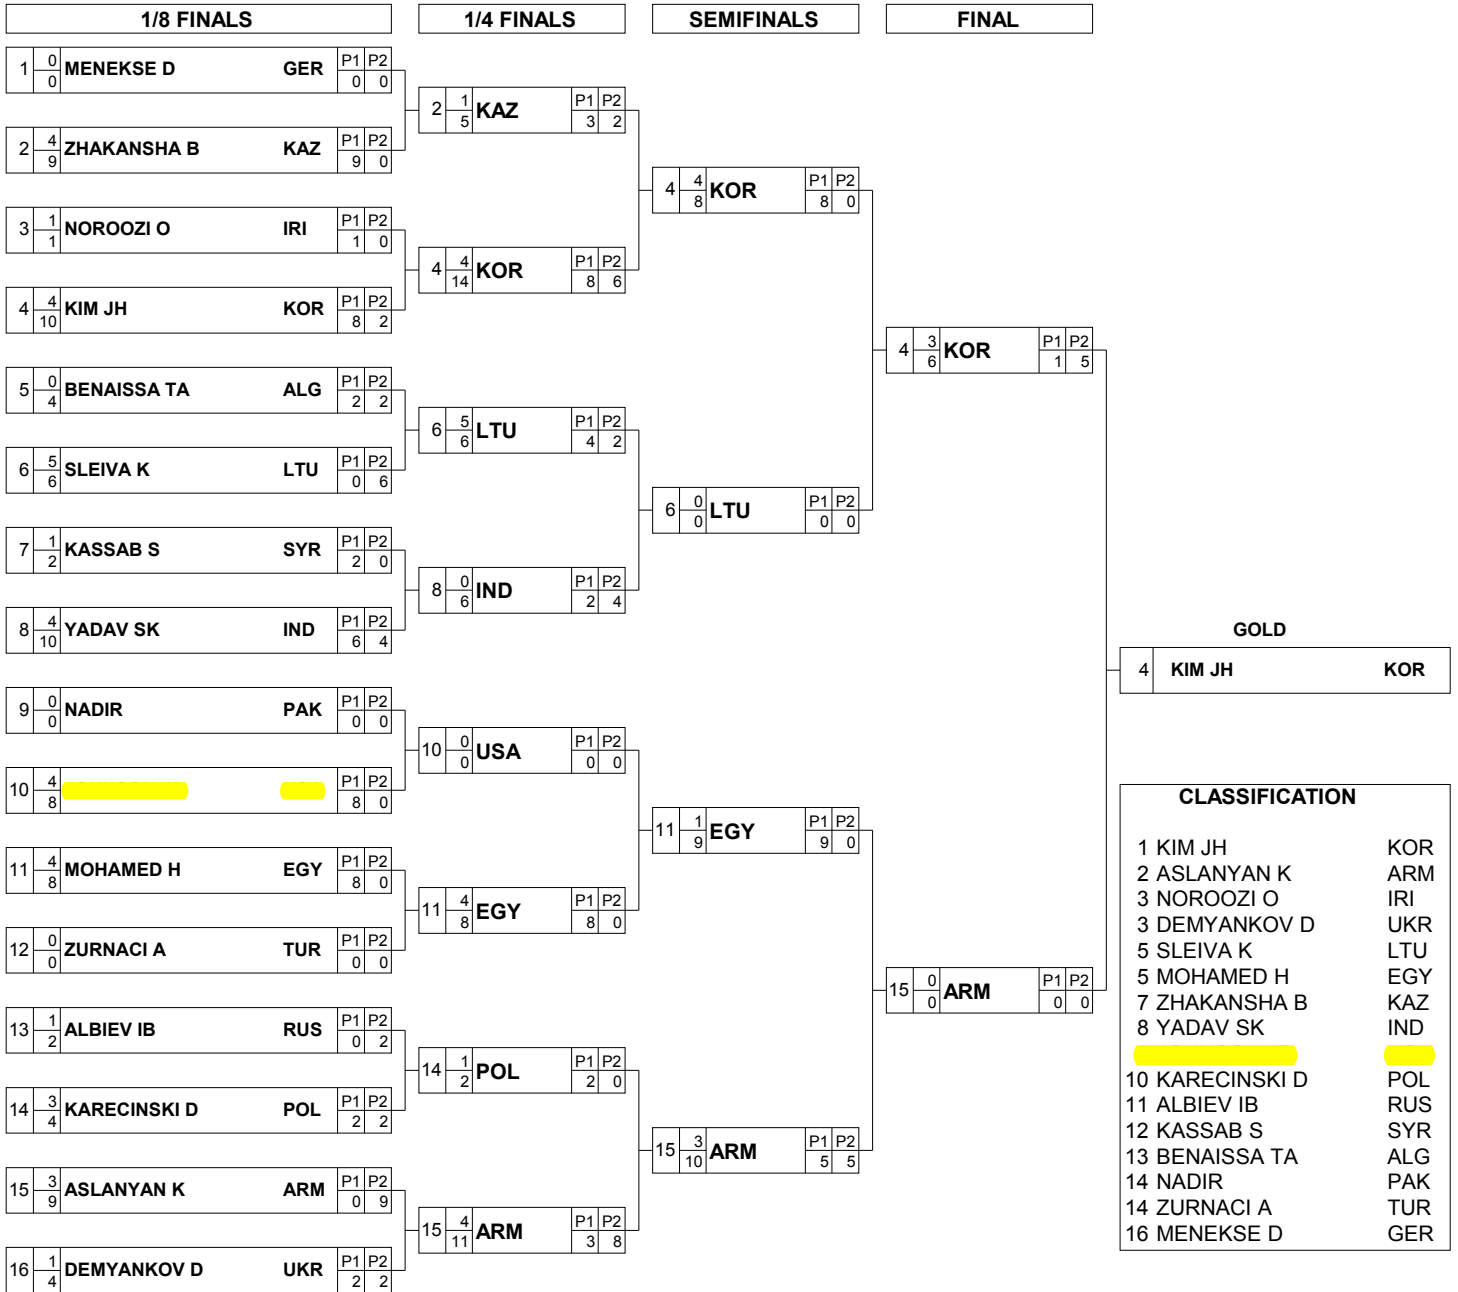 1/8 FINALS 1/4 FINALS SEMIFINALS FINAL
1 0 0 MENEKSE D GER P1 P2 0 0
2 4 9 ZHAKANSHA B KAZ P1 P2 9 0
3 1 1 NOROOZI O IRI P1 P2 1 0
4 4 10 KIM JH KOR P1 P2 8 2
5 0 4 BENAISSA TA ALG P1 P2 2 2
6 5 6 SLEIVA K LTU P1 P2 0 6
7 1 2 KASSAB S SYR P1 P2 2 0
8 4 10 YADAV SK IND P1 P2 6 4
9 0 0 NADIR PAK P1 P2 0 0
10 4 8 P1 P2 8 0
11 4 8 MOHAMED H EGY P1 P2 8 0
12 0 0 ZURNACI A TUR P1 P2 0 0
13 1 2 ALBIEV IB RUS P1 P2 0 2
14 3 4 KARECINSKI D POL P1 P2 2 2
15 3 9 ASLANYAN K ARM P1 P2 0 9
16 1 4 DEMYANKOV D UKR P1 P2 2 2
2 1 5 KAZ P1 P2 3 2
4 4 14 KOR P1 P2 8 6
6 5 6 LTU P1 P2 4 2
8 0 6 IND P1 P2 2 4
10 0 0 USA P1 P2 0 0
11 4 8 EGY P1 P2 8 0
14 1 2 POL P1 P2 2 0
15 4 11 ARM P1 P2 3 8
4 4 8 KOR P1 P2 8 0
6 0 0 LTU P1 P2 0 0
11 1 9 EGY P1 P2 9 0
15 3 10 ARM P1 P2 5 5
4 3 6 KOR P1 P2 1 5
15 0 0 ARM P1 P2 0 0
GOLD
4 KIM JH KOR
CLASSIFICATION
1 KIM JH KOR
2 ASLANYAN K ARM
3 NOROOZI O IRI
3 DEMYANKOV D UKR
5 SLEIVA K LTU
5 MOHAMED H EGY
7 ZHAKANSHA B KAZ
8 YADAV SK IND
10 KARECINSKI D POL
11 ALBIEV IB RUS
12 KASSAB S SYR
13 BENAISSA TA ALG
14 NADIR PAK
14 ZURNACI A TUR
16 MENEKSE D GER